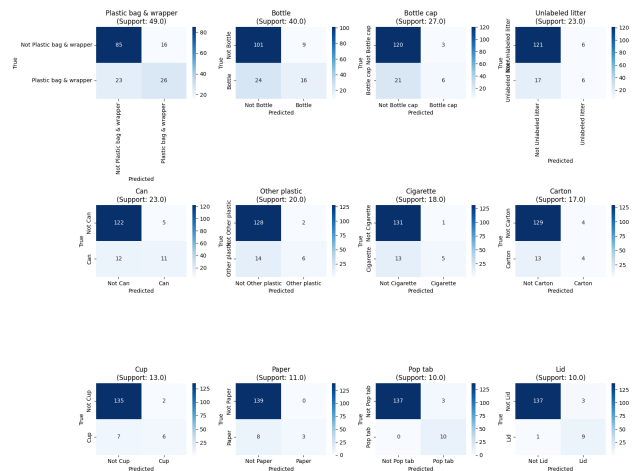 Plastic bag & wrapper
(Support: 49.0)
Not Plastic bag & wrapper
Plastic bag & wrapper
True
85 16
23 26
80
60
40
20
Not Plastic bag & wrapper
Plastic bag & wrapper
Predicted
Bottle
(Support: 40.0)
Not Bottle
Bottle
True
101 9
24 16
100
80
60
40
20
Not Bottle Bottle
Predicted
Bottle cap
(Support: 27.0)
Not Bottle cap
Bottle cap
True
120 3
21 6
120
100
75
50
25
Not Bottle cap Bottle cap
Predicted
Unlabeled litter
(Support: 23.0)
Not Unlabeled litter
Unlabeled litter
True
121 6
17 6
120
100
75
50
25
Not Unlabeled litter
Unlabeled litter
Predicted
Can
(Support: 23.0)
Not Can
Can
True
122 5
12 11
120
100
80
60
40
20
Not Can Can
Predicted
Other plastic
(Support: 20.0)
Not Other plastic
Other plastic
True
128 2
14 6
125
100
75
50
25
Not Other plastic Other plastic
Predicted
Cigarette
(Support: 18.0)
Not Cigarette
Cigarette
True
131 1
13 5
125
100
75
50
25
Not Cigarette Cigarette
Predicted
Carton
(Support: 17.0)
Not Carton
Carton
True
129 4
13 4
125
100
75
50
25
Not Carton Carton
Predicted
Cup
(Support: 13.0)
Not Cup
Cup
True
135 2
7 6
125
100
75
50
25
Not Cup Cup
Predicted
Paper
(Support: 11.0)
Not Paper
Paper
True
139 0
8 3
125
100
75
50
25
Not Paper Paper
Predicted
Pop tab
(Support: 10.0)
Not Pop tab
Pop tab
True
137 3
0 10
125
100
75
50
25
Not Pop tab Pop tab
Predicted
Lid
(Support: 10.0)
Not Lid
Lid
True
137 3
1 9
125
100
75
50
25
Not Lid Lid
Predicted